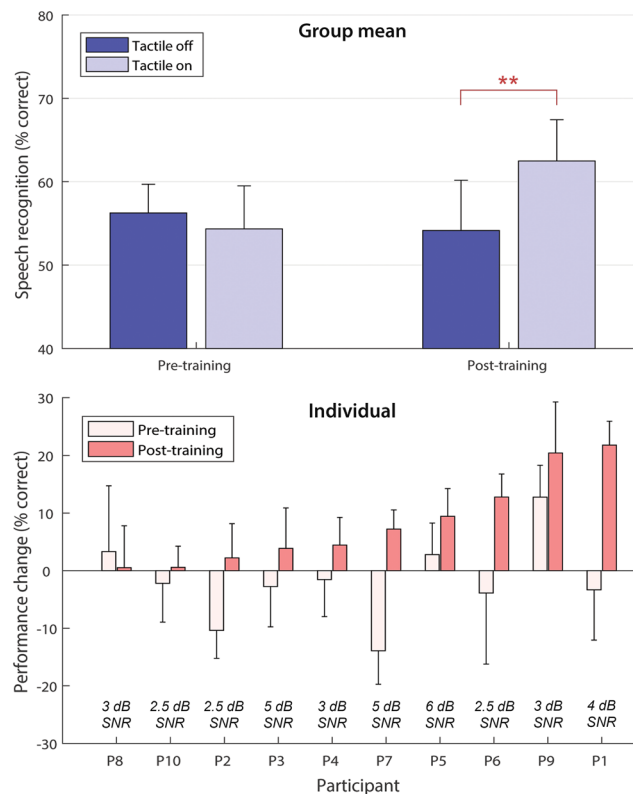 Group mean
Tactile off
Tactile on
**
Speech recognition (% correct)
80
70
60
50
40
Pre-training
Post-training
Individual
Pre-training
Post-training
Performance change (% correct)
30
20
10
0
-10
-20
-30
3 dB SNR
2.5 dB SNR
2.5 dB SNR
5 dB SNR
3 dB SNR
5 dB SNR
6 dB SNR
2.5 dB SNR
3 dB SNR
4 dB SNR
P8 P10 P2 P3 P4 P7 P5 P6 P9 P1
Participant